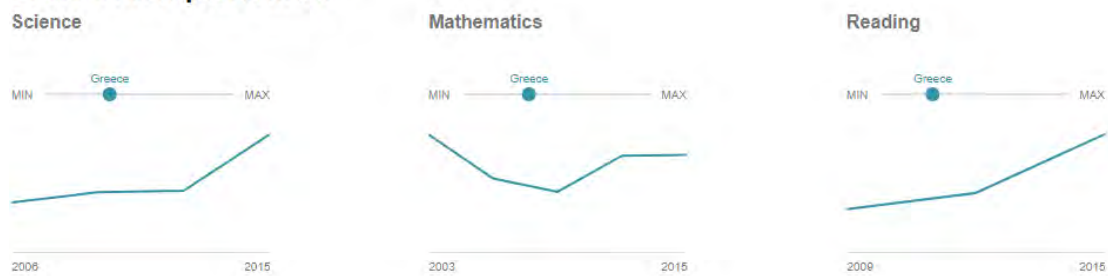 Science
Mathematics
Reading
Greece
MIN
MAX
Greece
MIN
MAX
Greece
MIN
MAX
2006
2015
2003
2015
2009
2015